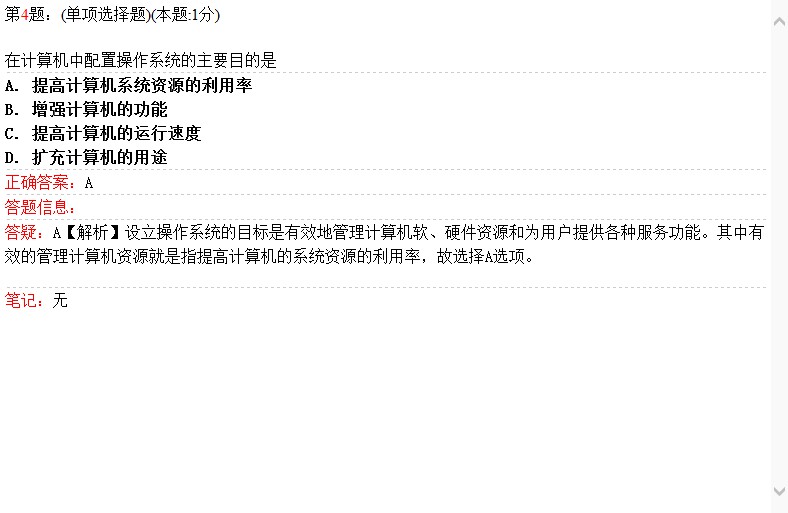 第4题：(单项选择题)(本题:1分)
在计算机中配置操作系统的主要目的是
A. 提高计算机系统资源的利用率
B. 增强计算机的功能
C. 提高计算机的运行速度
D. 扩充计算机的用途
正确答案：A
答题信息：
答疑：A【解析】设立操作系统的目标是有效地管理计算机软、硬件资源和为用户提供各种服务功能。其中有
效的管理计算机资源就是指提高计算机的系统资源的利用率，故选择A选项。
笔记：无